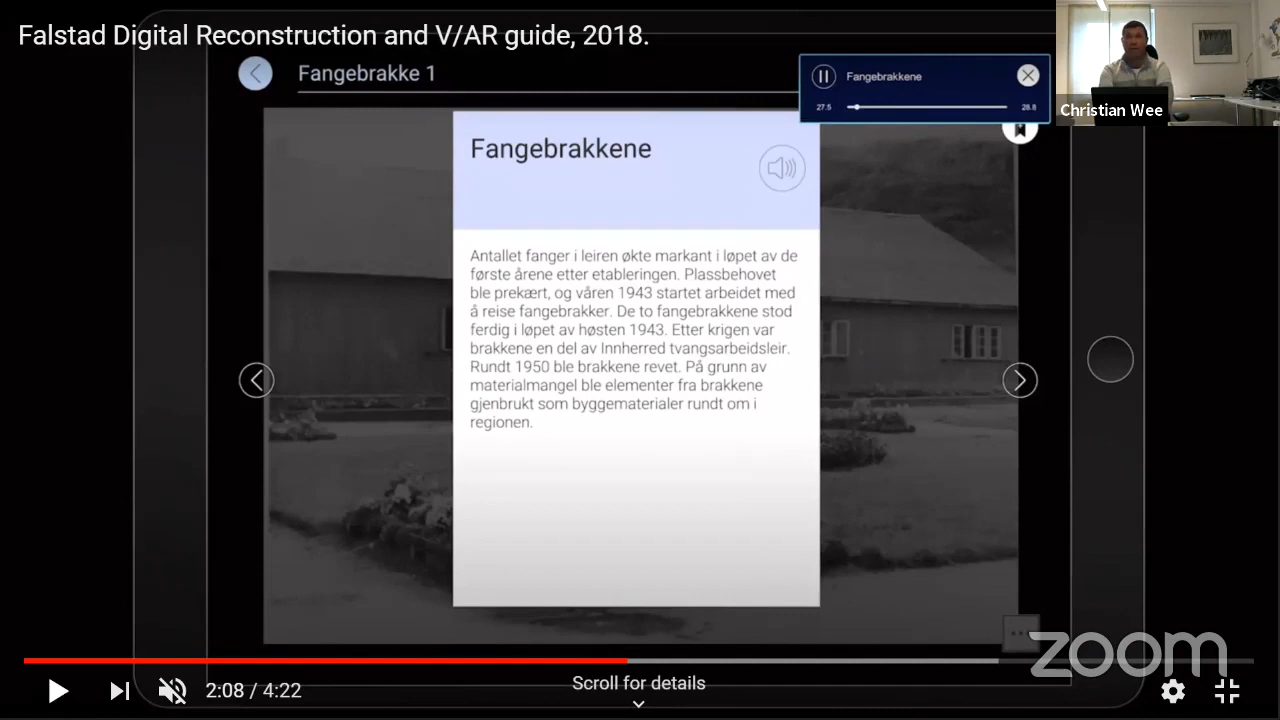 Falstad Digital Reconstruction and V/AR guide, 2018.
Fangebrakke 1
Fangebrakkene
27.5
28.8
Christian Wee
Fangebrakkene
Antallet fanger i leiren økte markant i løpet av de
første årene etter etableringen. Plassbehovet
ble prekært, og våren 1943 startet arbeidet med
å reise fangebrakker. De to fangebrakkene stod
ferdig i løpet av høsten 1943. Etter krigen var
brakkene en del av Innherred tvangsarbeidsleir.
Rundt 1950 ble brakkene revet. På grunn av
materialmangel ble elementer fra brakkene
gjenbrukt som byggematerialer rundt om i
regionen.
zoom
2:08 / 4:22
Scroll for details